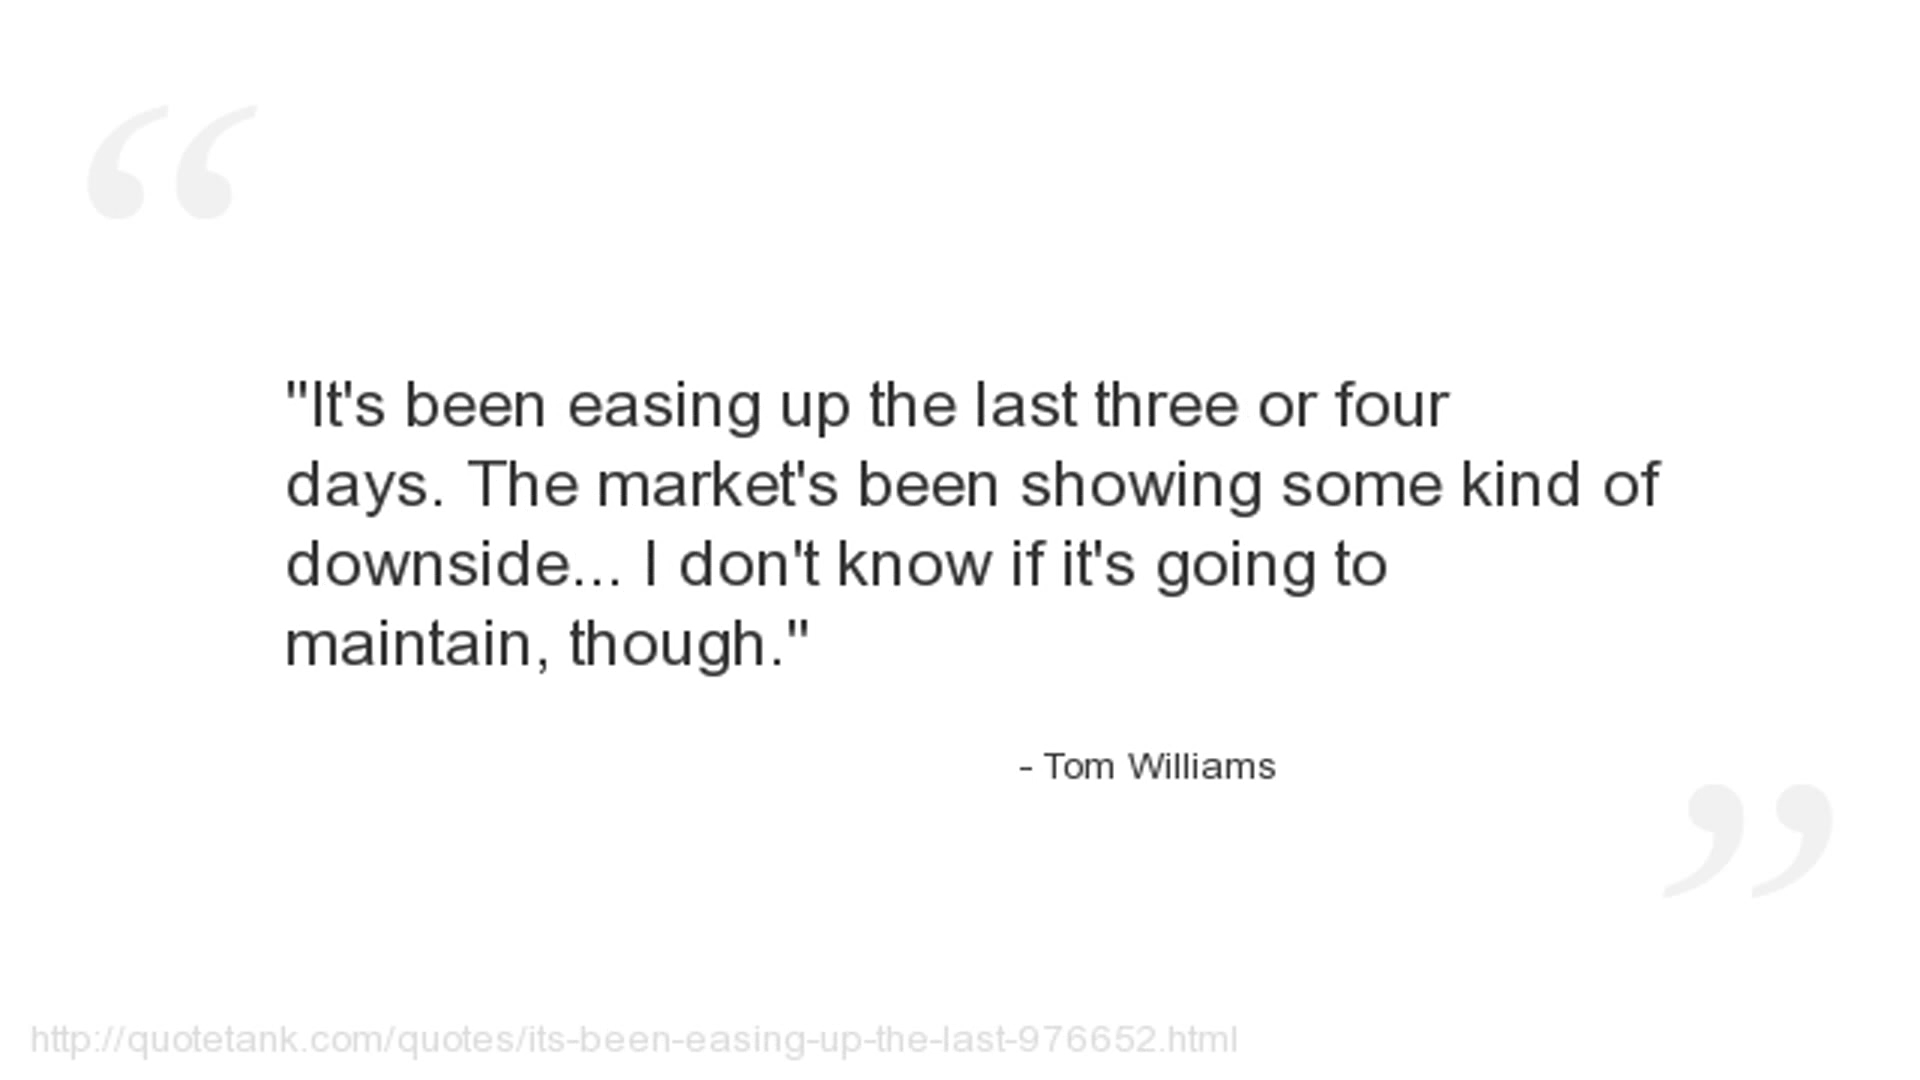 "It's been easing up the last three or four
days. The market's been showing some kind of
downside... I don't know if it's going to
maintain, though."
- Tom Williams
http://quotetank.com/quotes/its-been-easing-up-the-last-976652.html